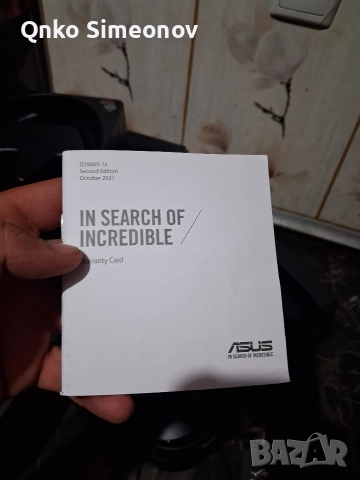 Qnko Simeonov
Q16605-1e
Second Edition
October 2021
IN SEARCH OF
INCREDIBLE
Warranty Card
ASUS
IN SEARCH OF INCREDIBLE
BAZAR